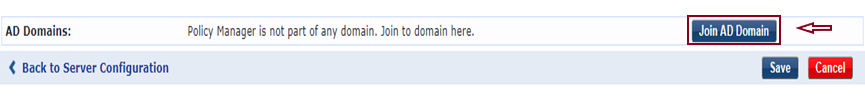 AD Domains: Policy Manager is not part of any domain. Join to domain here. Join AD Domain
Back to Server Configuration Save Cancel